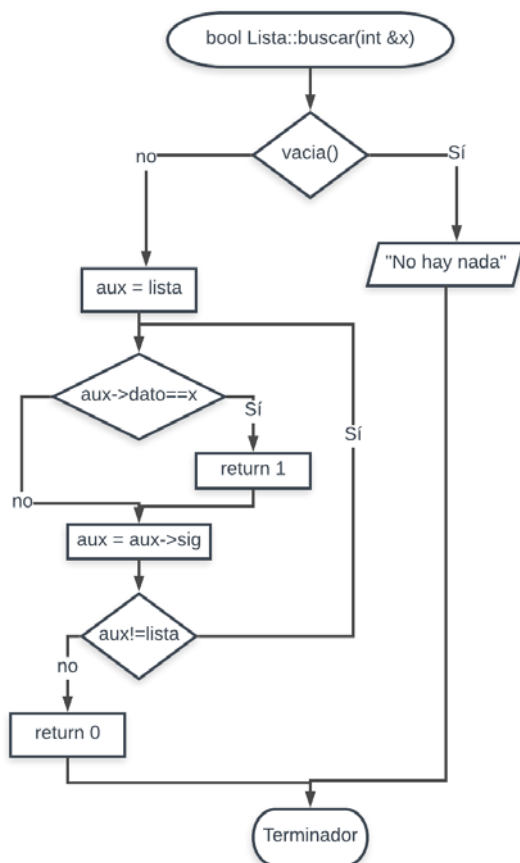 bool Lista::buscar(int &x)
vacia()
no
Sí
"No hay nada"
aux = lista
aux->dato==x
Sí
Sí
return 1
no
aux = aux->sig
aux!=lista
no
return 0
Terminador